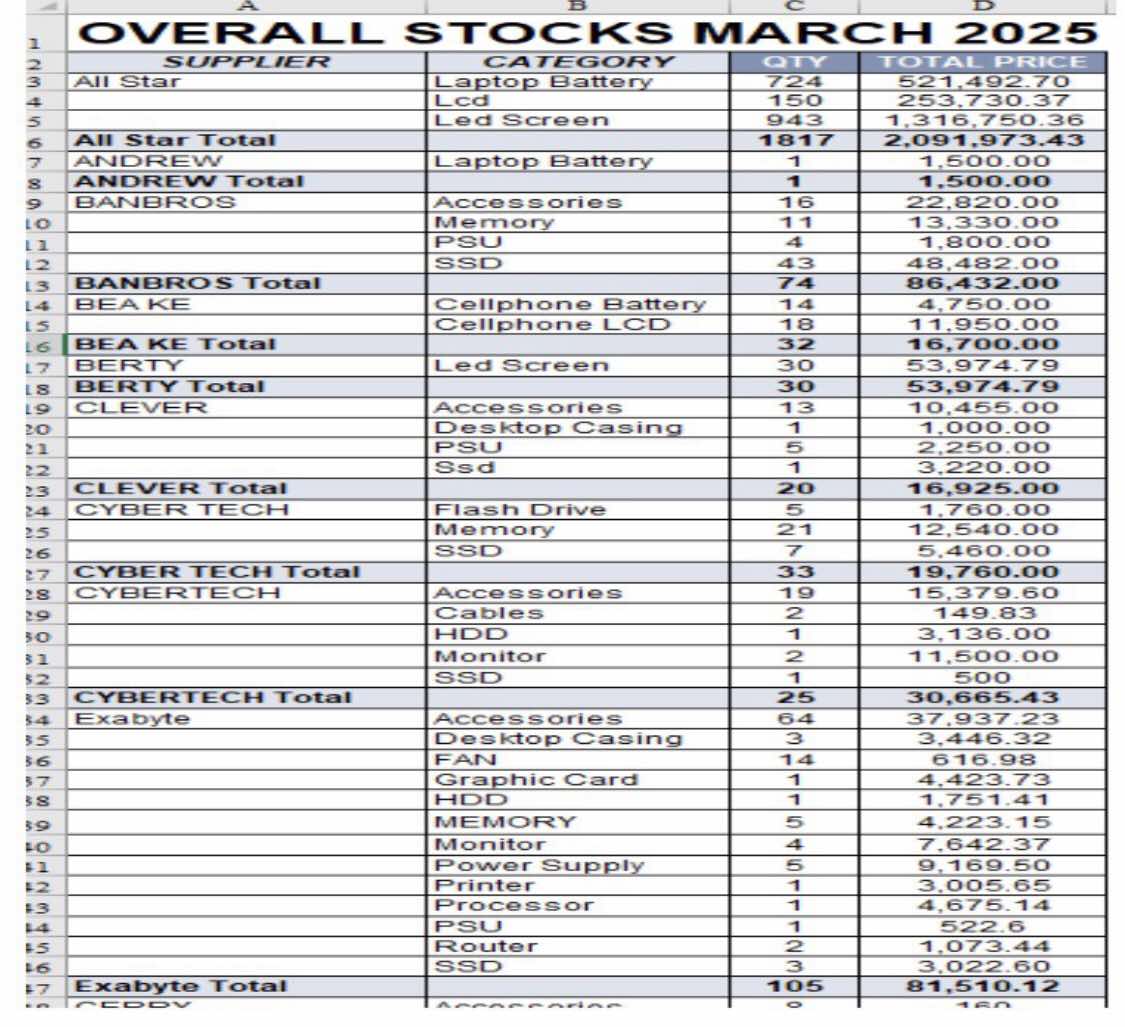 A B C D
1 OVERALL STOCKS MARCH 2025
2 SUPPLIER CATEGORY QTY TOTAL PRICE
3 All Star Laptop Battery 724 521,492.70
4 Lcd 150 253,730.37
5 Led Screen 943 1,316,750.36
6 All Star Total 1817 2,091,973.43
7 ANDREW Laptop Battery 1 1,500.00
8 ANDREW Total 1 1,500.00
9 BANBROS Accessories 16 22,820.00
10 Memory 11 13,330.00
11 PSU 4 1,800.00
12 SSD 43 48,482.00
13 BANBROS Total 74 86,432.00
14 BEA KE Cellphone Battery 14 4,750.00
15 Cellphone LCD 18 11,950.00
16 BEA KE Total 32 16,700.00
17 BERTY Led Screen 30 53,974.79
18 BERTY Total 30 53,974.79
19 CLEVER Accessories 13 10,455.00
20 Desktop Casing 1 1,000.00
21 PSU 5 2,250.00
22 Ssd 1 3,220.00
23 CLEVER Total 20 16,925.00
24 CYBER TECH Flash Drive 5 1,760.00
25 Memory 21 12,540.00
26 SSD 7 5,460.00
27 CYBER TECH Total 33 19,760.00
28 CYBERTECH Accessories 19 15,379.60
29 Cables 2 149.83
30 HDD 1 3,136.00
31 Monitor 2 11,500.00
32 SSD 1 500
33 CYBERTECH Total 25 30,665.43
34 Exabyte Accessories 64 37,937.23
35 Desktop Casing 3 3,446.32
36 FAN 14 616.98
37 Graphic Card 1 4,423.73
38 HDD 1 1,751.41
39 MEMORY 5 4,223.15
40 Monitor 4 7,642.37
41 Power Supply 5 9,169.50
42 Printer 1 3,005.65
43 Processor 1 4,675.14
44 PSU 1 522.6
45 Router 2 1,073.44
46 SSD 3 3,022.60
47 Exabyte Total 105 81,510.12
Accessories